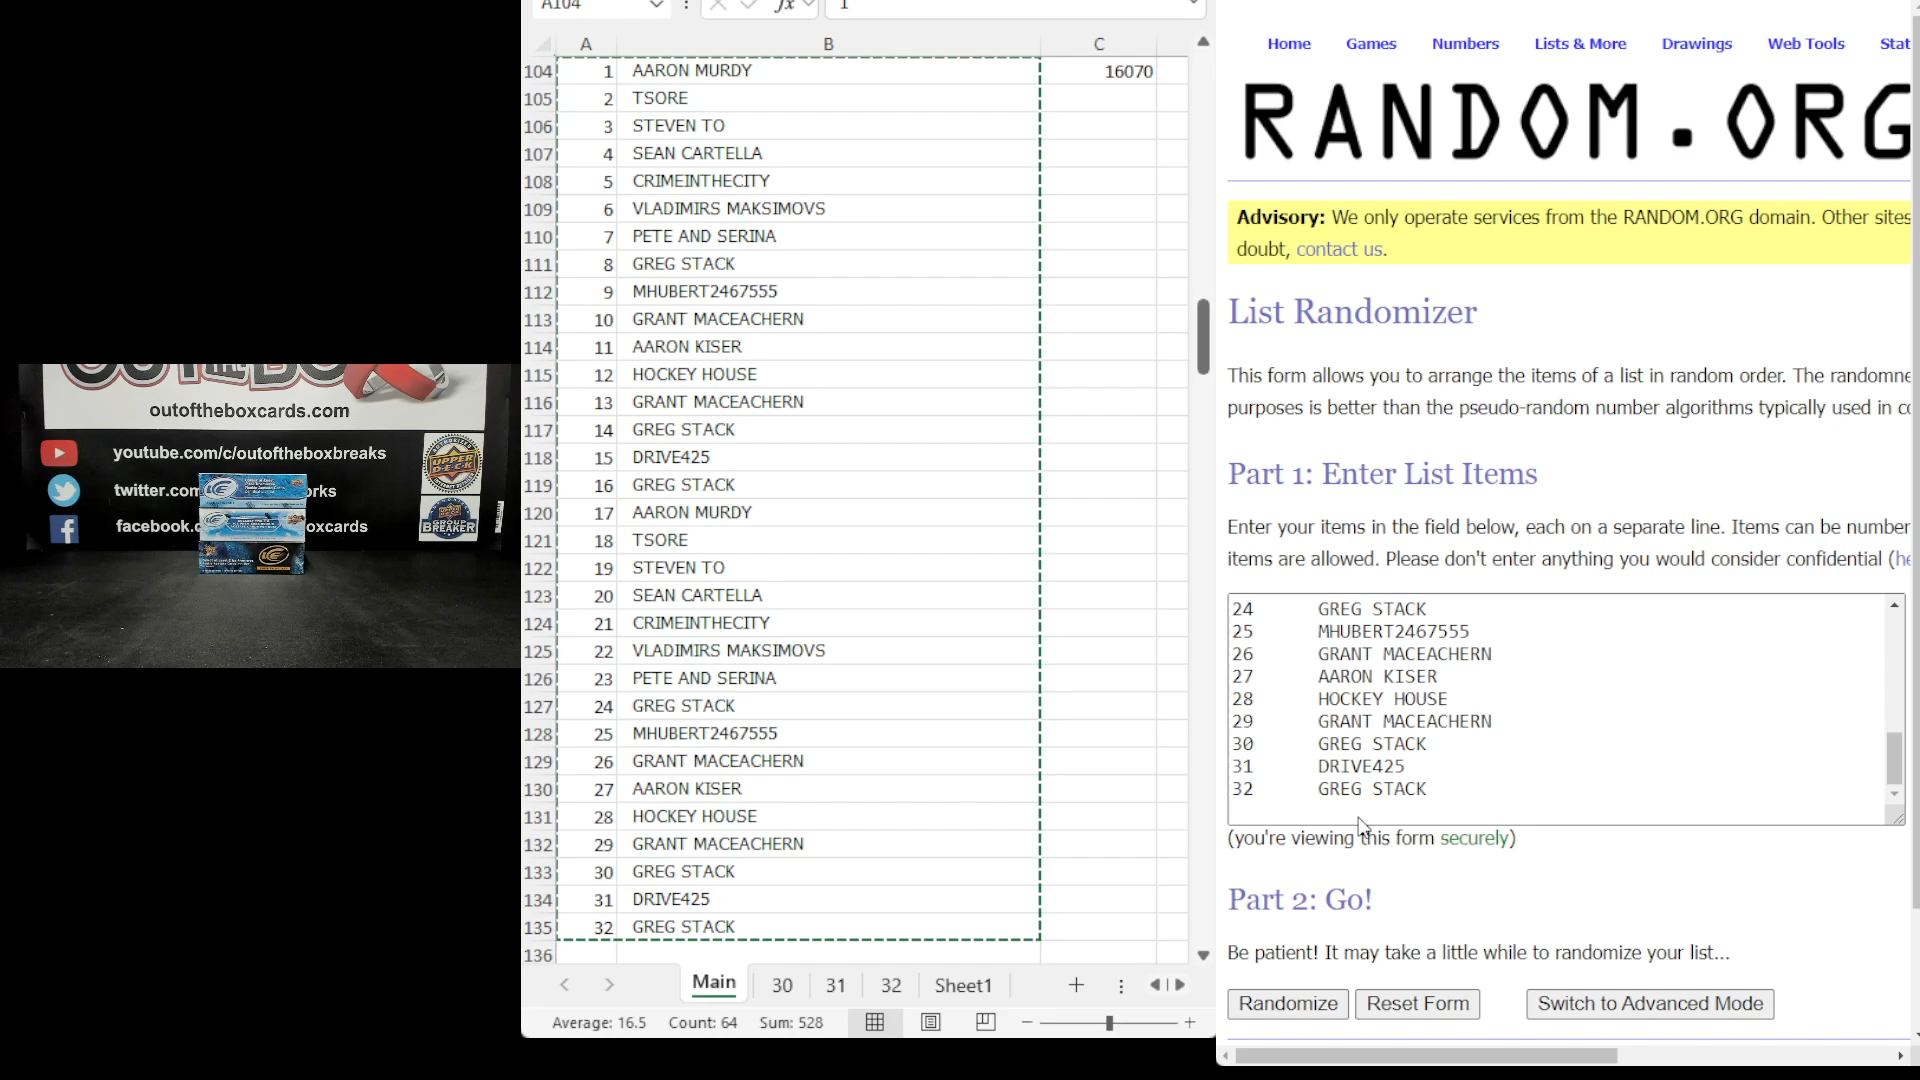 outoftheboxcards.com
youtube.com/c/outoftheboxbreaks
twitter.com
rks
facebook.c
oxcards
UPPER DECK
GROUP
BREAKER
A104
fx
1
A B C
104 1 AARON MURDY 16070
105 2 TSORE
106 3 STEVEN TO
107 4 SEAN CARTELLA
108 5 CRIMEINTHECITY
109 6 VLADIMIRS MAKSIMOVS
110 7 PETE AND SERINA
111 8 GREG STACK
112 9 MHUBERT2467555
113 10 GRANT MACEACHERN
114 11 AARON KISER
115 12 HOCKEY HOUSE
116 13 GRANT MACEACHERN
117 14 GREG STACK
118 15 DRIVE425
119 16 GREG STACK
120 17 AARON MURDY
121 18 TSORE
122 19 STEVEN TO
123 20 SEAN CARTELLA
124 21 CRIMEINTHECITY
125 22 VLADIMIRS MAKSIMOVS
126 23 PETE AND SERINA
127 24 GREG STACK
128 25 MHUBERT2467555
129 26 GRANT MACEACHERN
130 27 AARON KISER
131 28 HOCKEY HOUSE
132 29 GRANT MACEACHERN
133 30 GREG STACK
134 31 DRIVE425
135 32 GREG STACK
136
Main 30 31 32 Sheet1
Average: 16.5 Count: 64 Sum: 528
Home Games Numbers Lists & More Drawings Web Tools Stat
RANDOM.ORG
Advisory: We only operate services from the RANDOM.ORG domain. Other sites
doubt, contact us.
List Randomizer
This form allows you to arrange the items of a list in random order. The randomne
purposes is better than the pseudo-random number algorithms typically used in co
Part 1: Enter List Items
Enter your items in the field below, each on a separate line. Items can be number
items are allowed. Please don't enter anything you would consider confidential (he
24 GREG STACK
25 MHUBERT2467555
26 GRANT MACEACHERN
27 AARON KISER
28 HOCKEY HOUSE
29 GRANT MACEACHERN
30 GREG STACK
31 DRIVE425
32 GREG STACK
(you're viewing this form securely)
Part 2: Go!
Be patient! It may take a little while to randomize your list...
Randomize Reset Form Switch to Advanced Mode